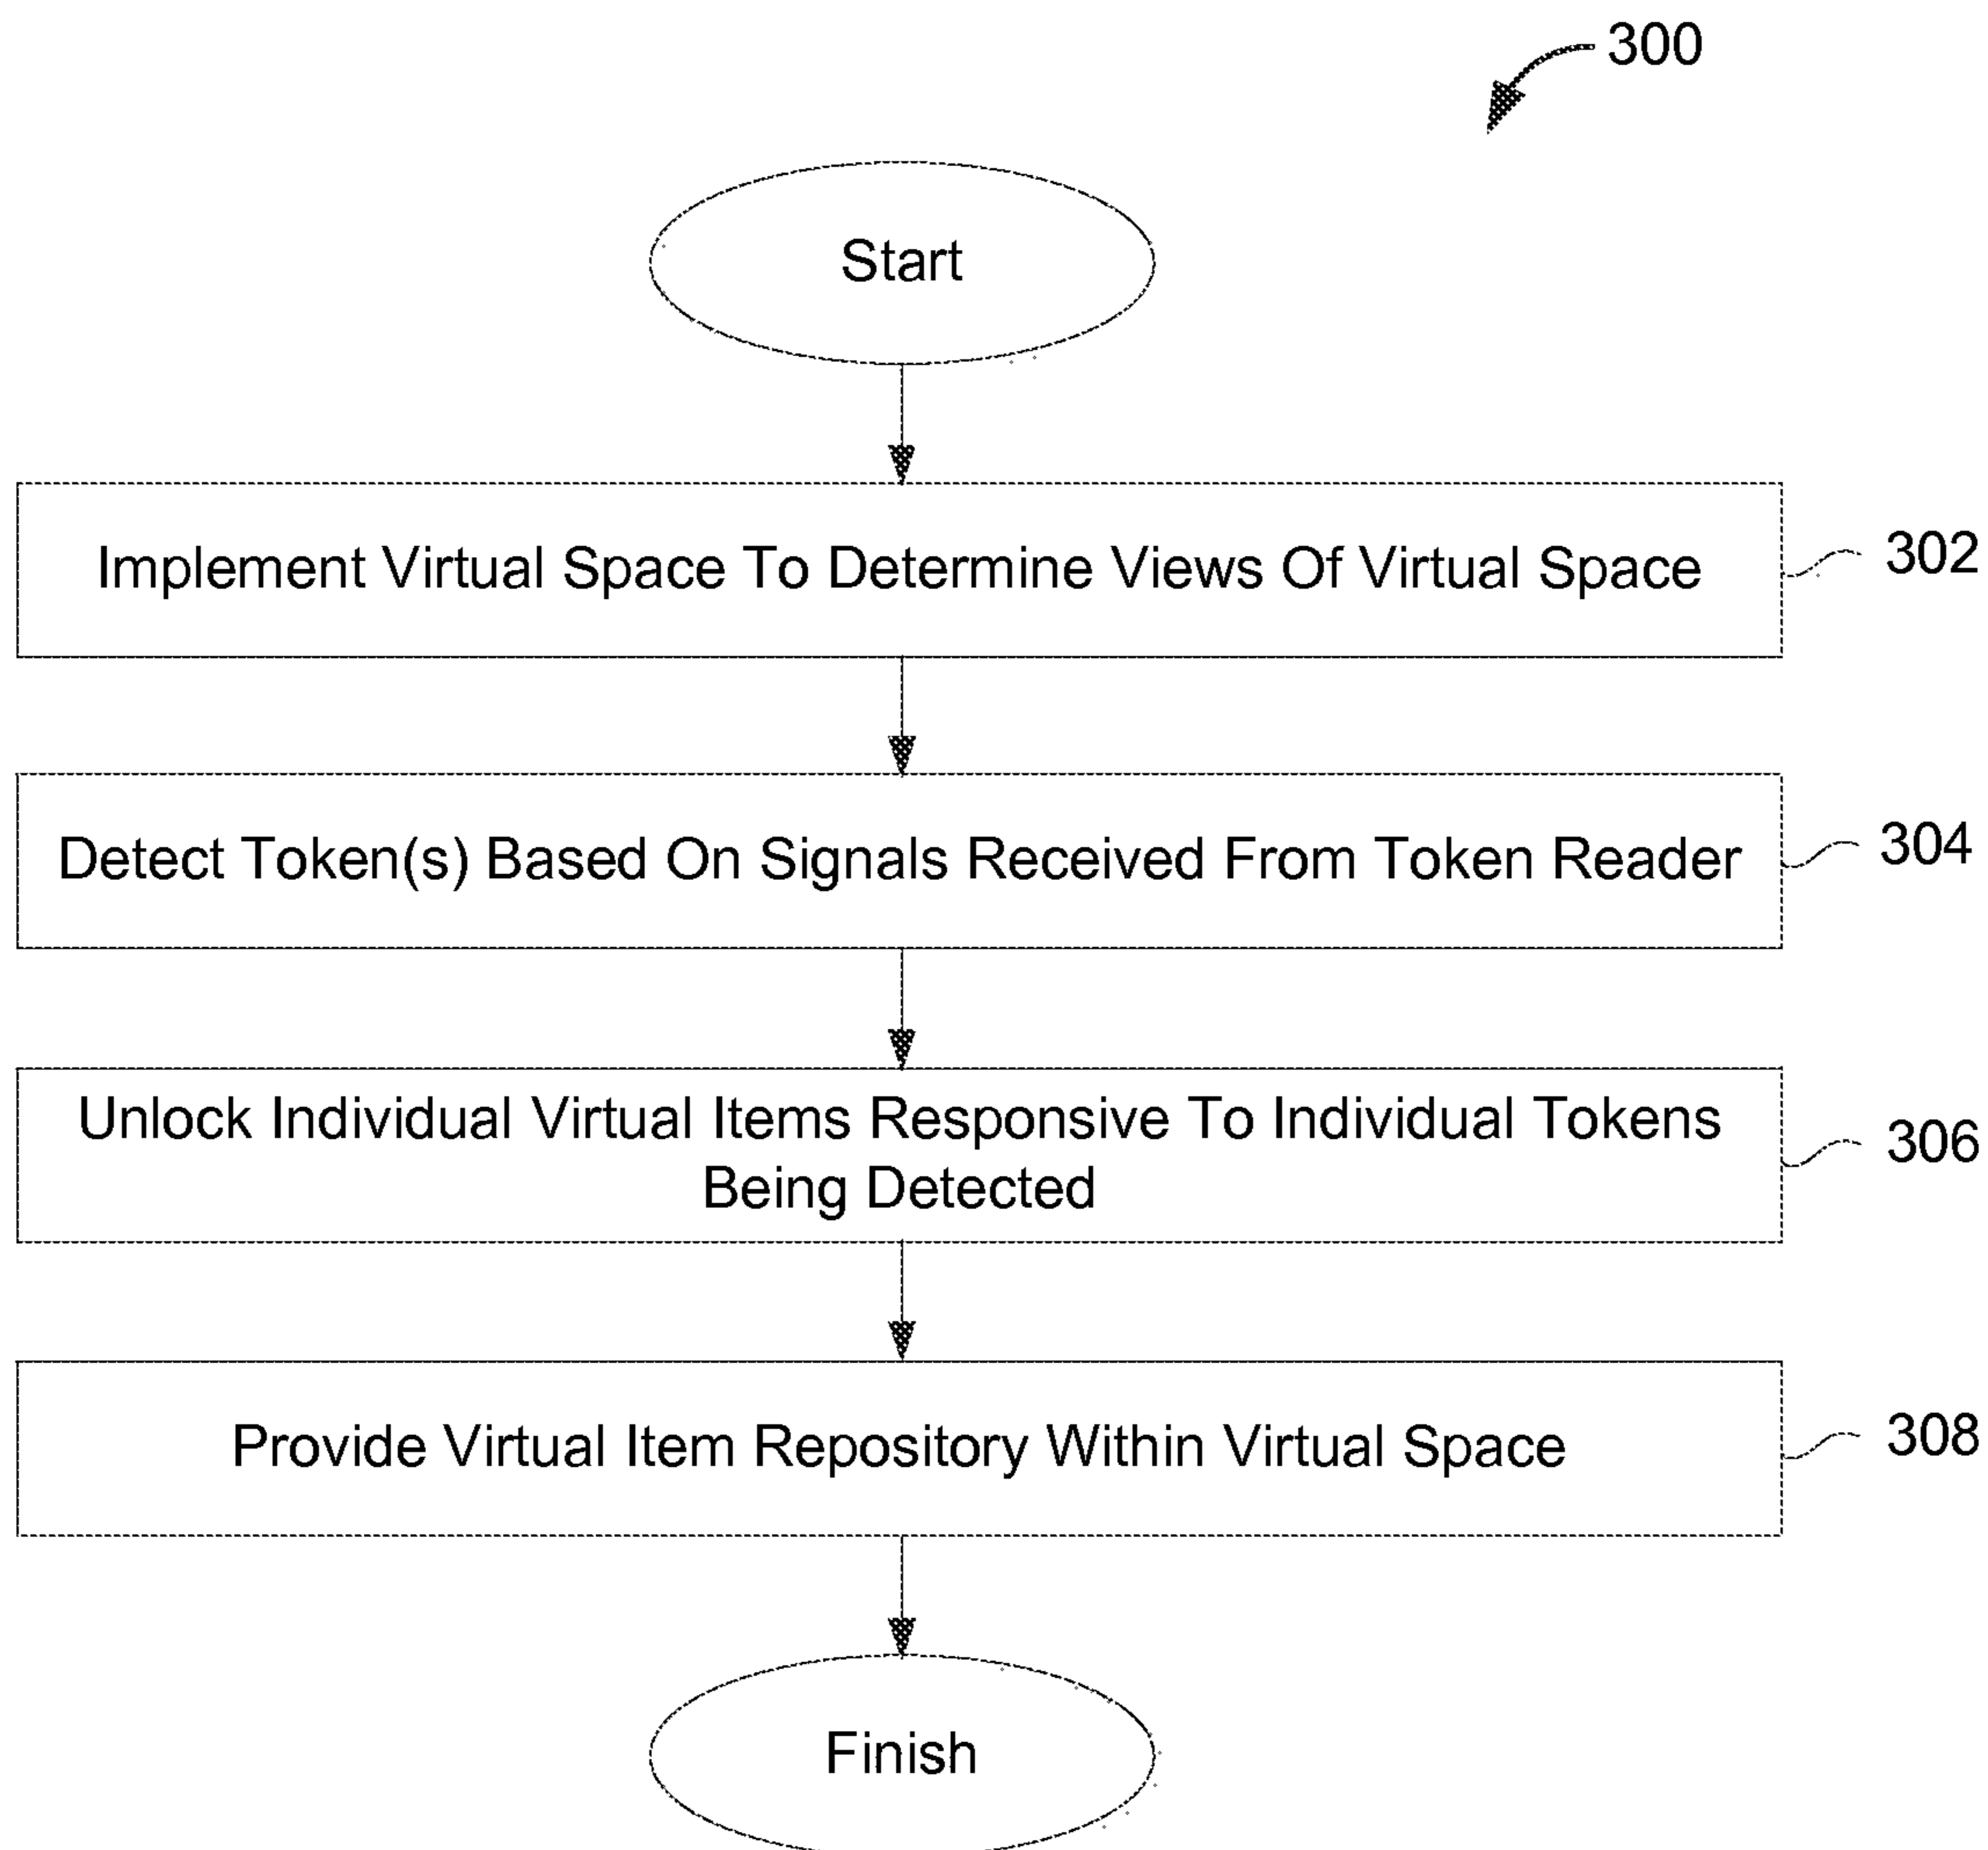 300
Start
Implement Virtual Space To Determine Views Of Virtual Space
302
Detect Token(s) Based On Signals Received From Token Reader
304
Unlock Individual Virtual Items Responsive To Individual Tokens
Being Detected
306
Provide Virtual Item Repository Within Virtual Space
308
Finish